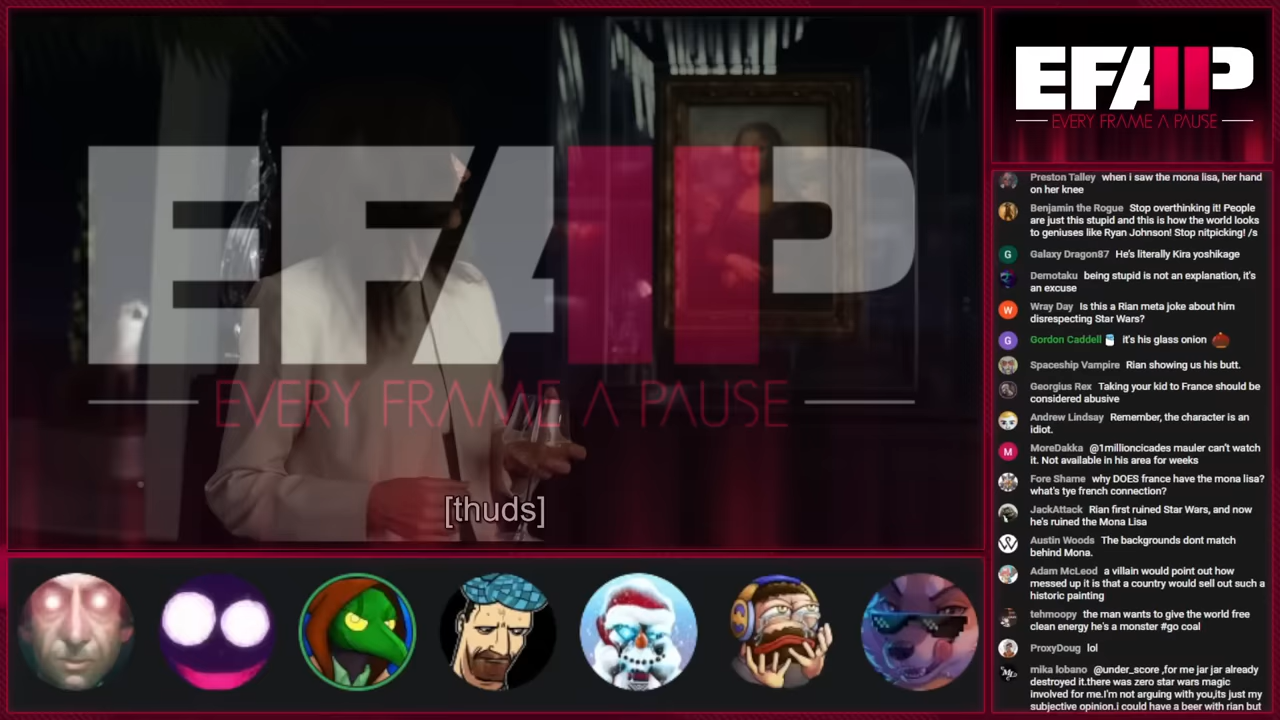 EFAP
EVERY FRAME A PAUSE
[thuds]
EFAP
EVERY FRAME A PAUSE
Preston Talley when i saw the mona lisa, her hand
on her knee
Benjamin the Rogue Stop overthinking it! People
are just this stupid and this is how the world looks
to geniuses like Ryan Johnson! Stop nitpicking! /s
G Galaxy Dragon87 He's literally Kira yoshikage
Demotaku being stupid is not an explanation, it's
an excuse
W Wray Day Is this a Rian meta joke about him
disrespecting Star Wars?
G Gordon Caddell it's his glass onion
Spaceship Vampire Rian showing us his butt.
Georgius Rex Taking your kid to France should be
considered abusive
Andrew Lindsay Remember, the character is an
idiot.
M MoreDakka @1millioncicades mauler can't watch
it. Not available in his area for weeks
Fore Shame why DOES france have the mona lisa?
what's tye french connection?
JackAttack Rian first ruined Star Wars, and now
he's ruined the Mona Lisa
Austin Woods The backgrounds dont match
behind Mona.
Adam McLeod a villain would point out how
messed up it is that a country would sell out such a
historic painting
tehmoopy the man wants to give the world free
clean energy he's a monster #go coal
ProxyDoug lol
mika lobano @under_score ,for me jar jar already
destroyed it.there was zero star wars magic
involved for me.I'm not arguing with you,its just my
subjective opinion.i could have a beer with rian but